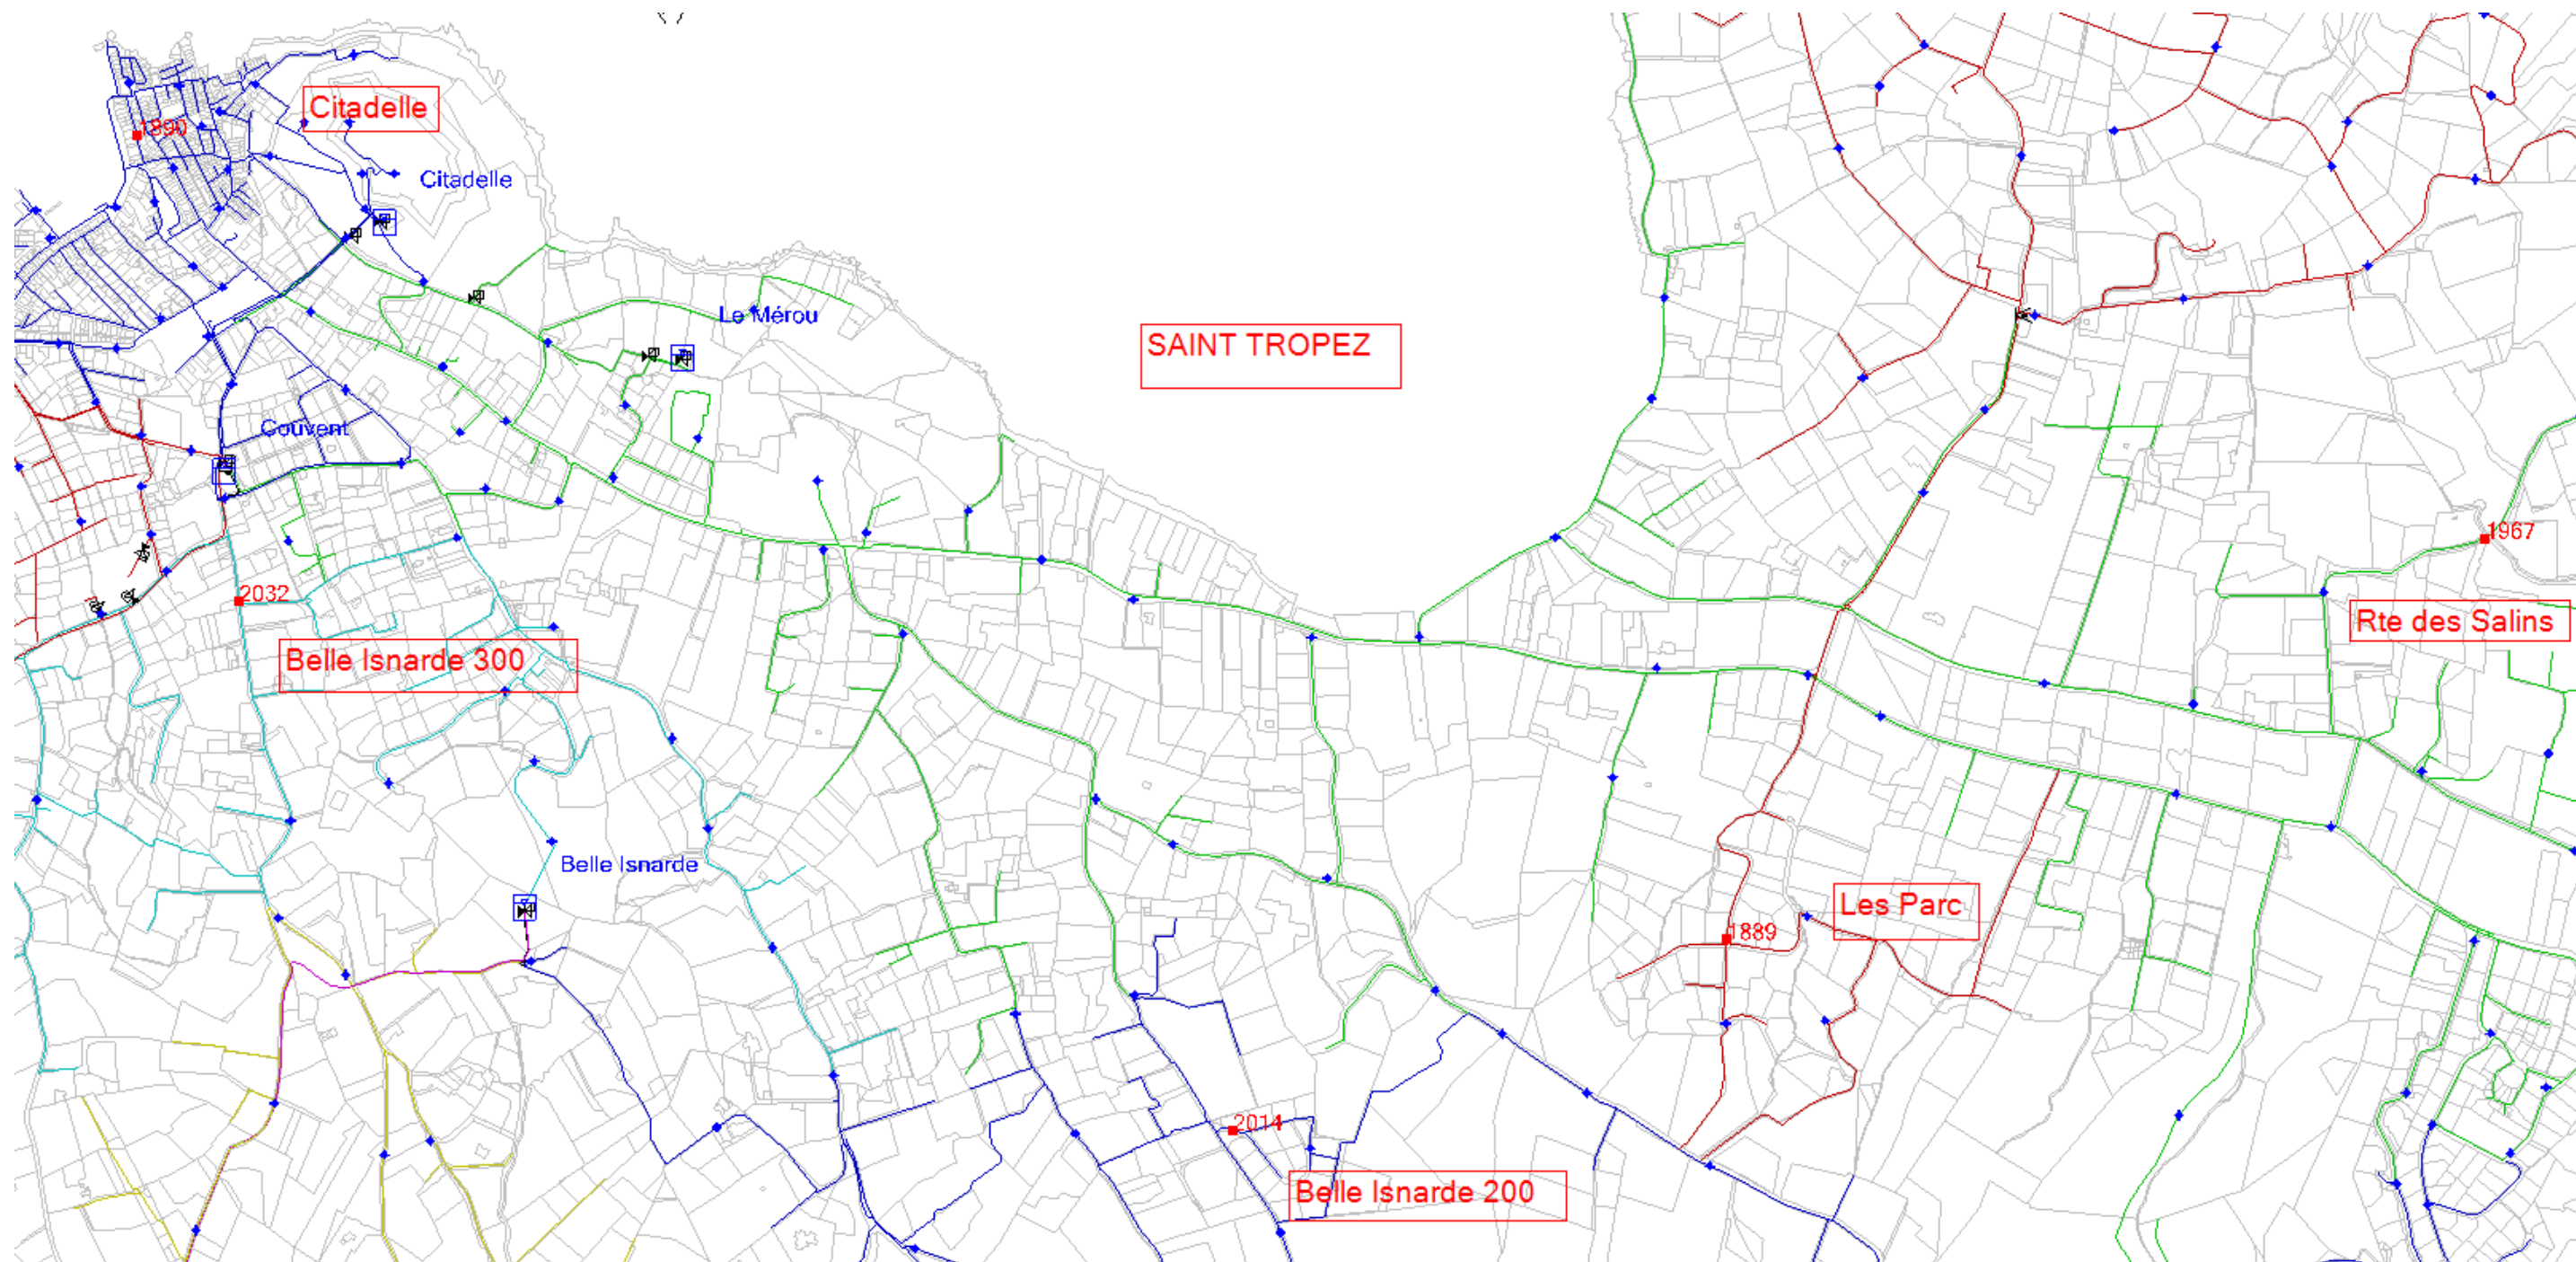 Citadelle
1890
Citadelle
Le Mérou
SAINT TROPEZ
Couvent
1967
2032
Rte des Salins
Belle Isnarde 300
Belle Isnarde
Les Parc
1889
2014
Belle Isnarde 200